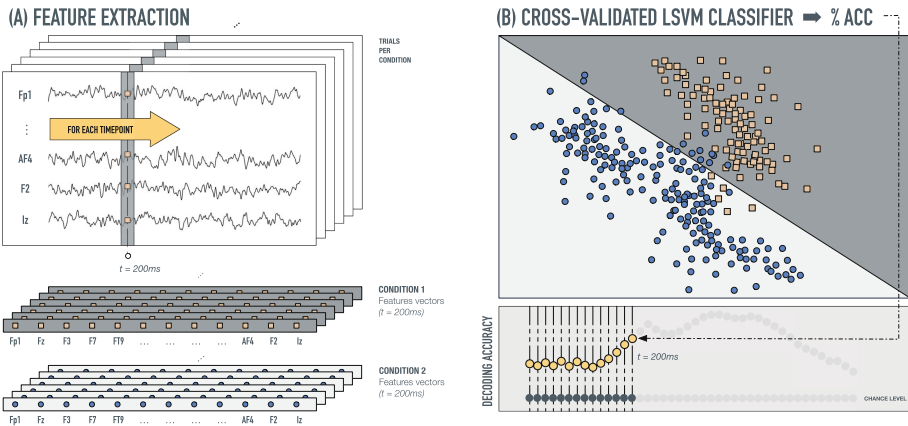 (A) FEATURE EXTRACTION
TRIALS
PER
CONDITION
Fp1
⋮
FOR EACH TIMEPOINT
AF4
F2
Iz
t = 200ms
CONDITION 1
Features vectors
(t = 200ms)
Fp1 Fz F3 F7 FT9 ... ... ... ... AF4 F2 Iz
CONDITION 2
Features vectors
(t = 200ms)
Fp1 Fz F3 F7 FT9 ... ... ... ... AF4 F2 Iz
(B) CROSS-VALIDATED LSVM CLASSIFIER ➡ % ACC
DECODING ACCURACY
t = 200ms
CHANCE LEVEL